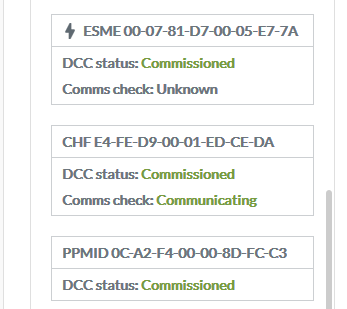 ESME 00-07-81-D7-00-05-E7-7A
DCC status: Commissioned
Comms check: Unknown
CHF E4-FE-D9-00-01-ED-CE-DA
DCC status: Commissioned
Comms check: Communicating
PPMID 0C-A2-F4-00-00-8D-FC-C3
DCC status: Commissioned